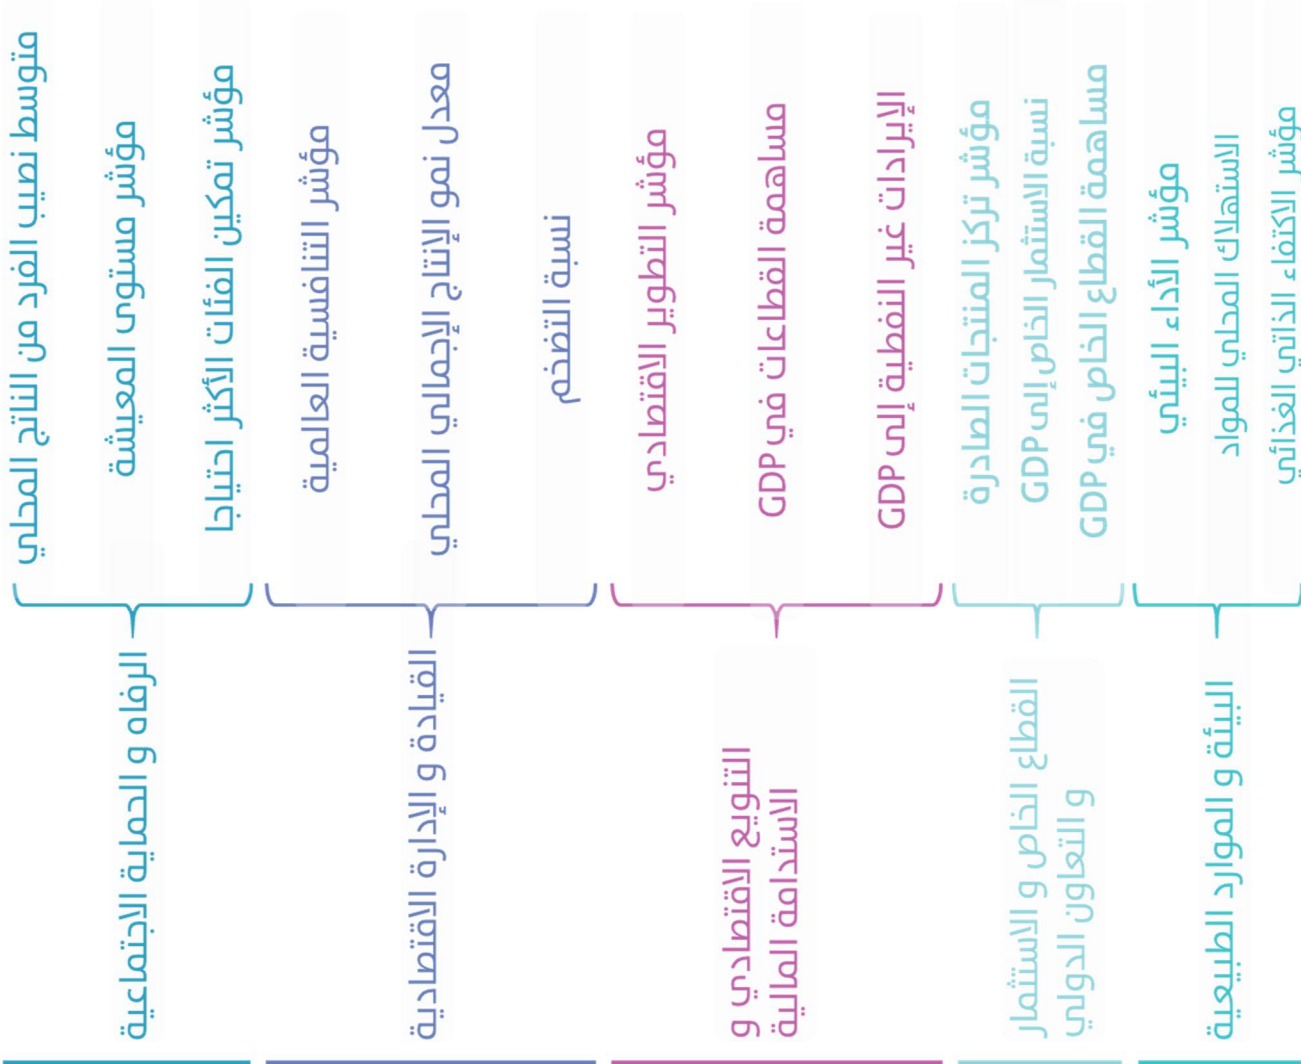 الرفاه و الحماية الاجتماعية
متوسط نصيب الفرد من الناتج المحلي
مؤشر مستوى المعيشة
مؤشر تمكين الفئات الأكثر احتياجا
القيادة و الإدارة الاقتصادية
مؤشر التنافسية العالمية
معدل نمو الإنتاج الإجمالي المحلي
نسبة التضخم
التنويع الاقتصادي و
الاستدامة المالية
مؤشر التطوير الاقتصادي
مساهمة القطاعات في GDP
الإيرادات غير النفطية إلى GDP
القطاع الخاص و الاستثمار
و التعاون الدولي
مؤشر تركز المنتجات الصادرة
نسبة الاستثمار الخاص إلى GDP
مساهمة القطاع الخاص في GDP
البيئة و الموارد الطبيعية
مؤشر الأداء البيئي
الاستهلاك المحلي للمواد
مؤشر الاكتفاء الذاتي الغذائي